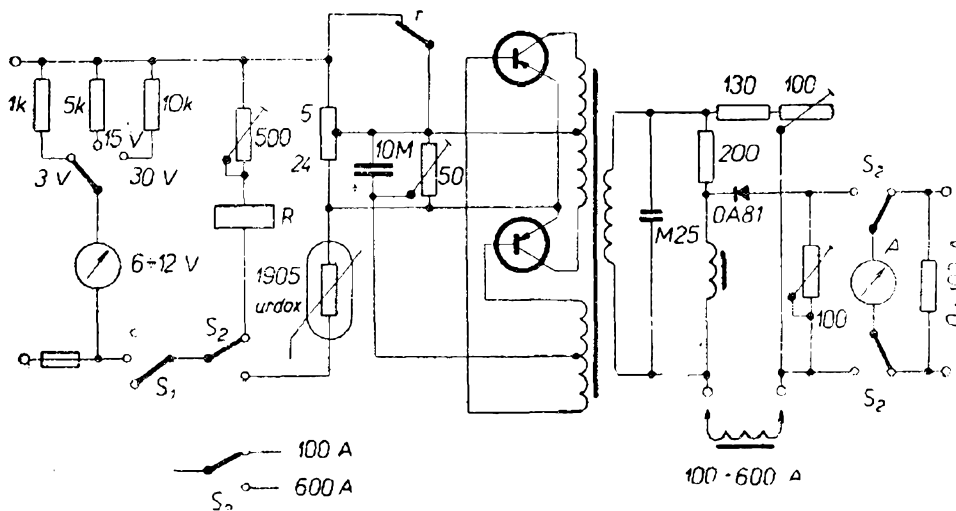 r
1k
5k
10k
15 V
3 V
30 V
500
5
24
10M
50
R
6÷12 V
1905
urdox
S₂
S₁
130
100
200
M25
OA81
100
S₂
A
S₂
100 - 600 A
100 A
600 A
S₂